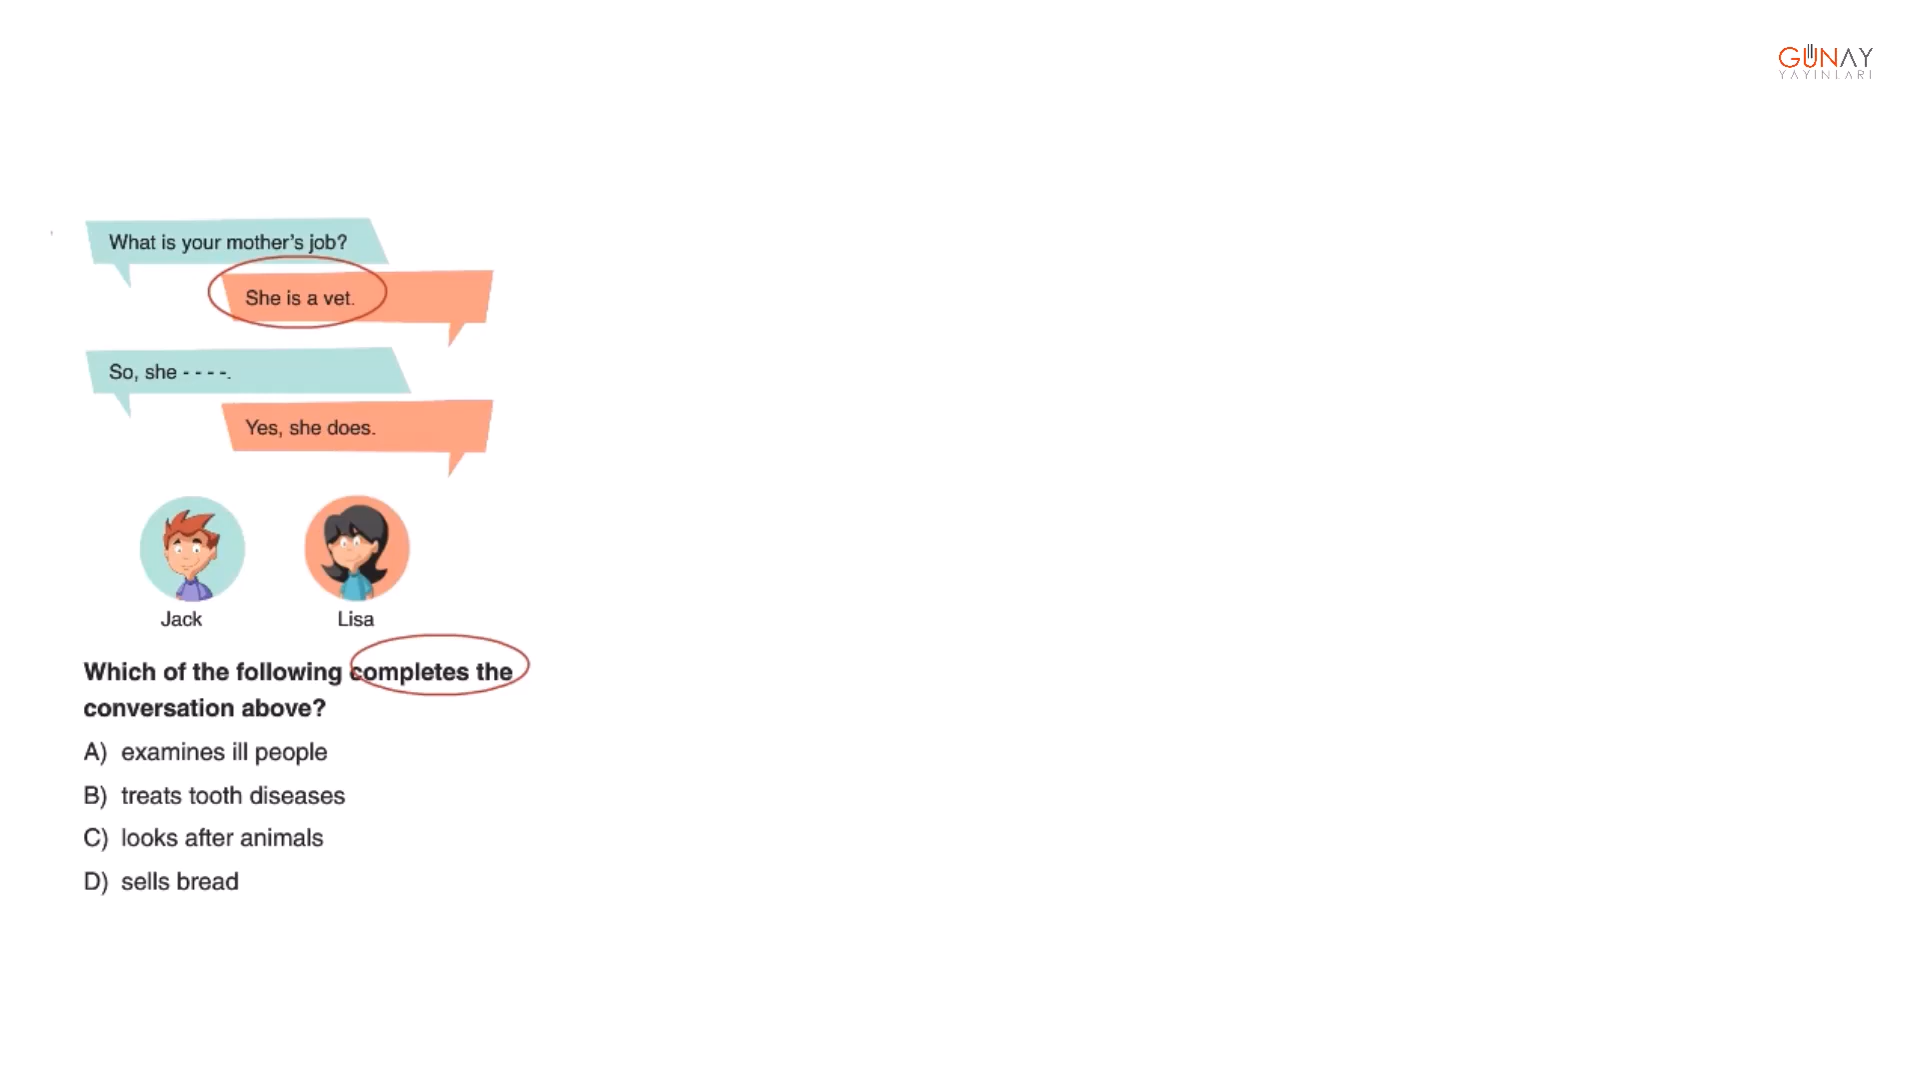 GÜNAY
YAYINLARI
What is your mother's job?
She is a vet.
So, she - - - -.
Yes, she does.
Jack
Lisa
Which of the following completes the
conversation above?
A) examines ill people
B) treats tooth diseases
C) looks after animals
D) sells bread